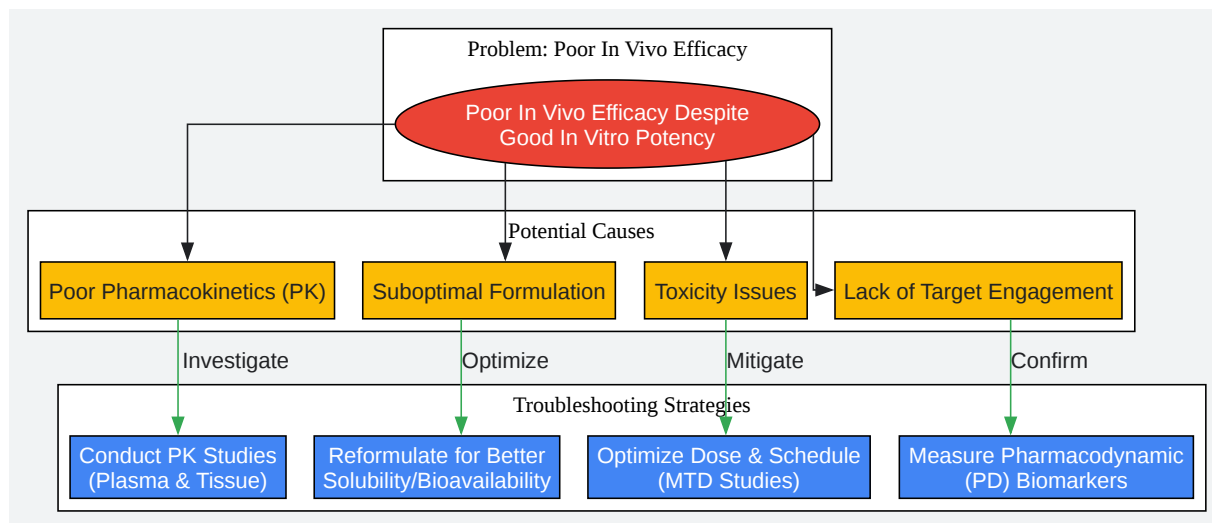 Problem: Poor In Vivo Efficacy
Poor In Vivo Efficacy Despite
Good In Vitro Potency
Potential Causes
Poor Pharmacokinetics (PK)
Suboptimal Formulation
Toxicity Issues
Lack of Target Engagement
Investigate
Optimize
Mitigate
Confirm
Troubleshooting Strategies
Conduct PK Studies
(Plasma & Tissue)
Reformulate for Better
Solubility/Bioavailability
Optimize Dose & Schedule
(MTD Studies)
Measure Pharmacodynamic
(PD) Biomarkers